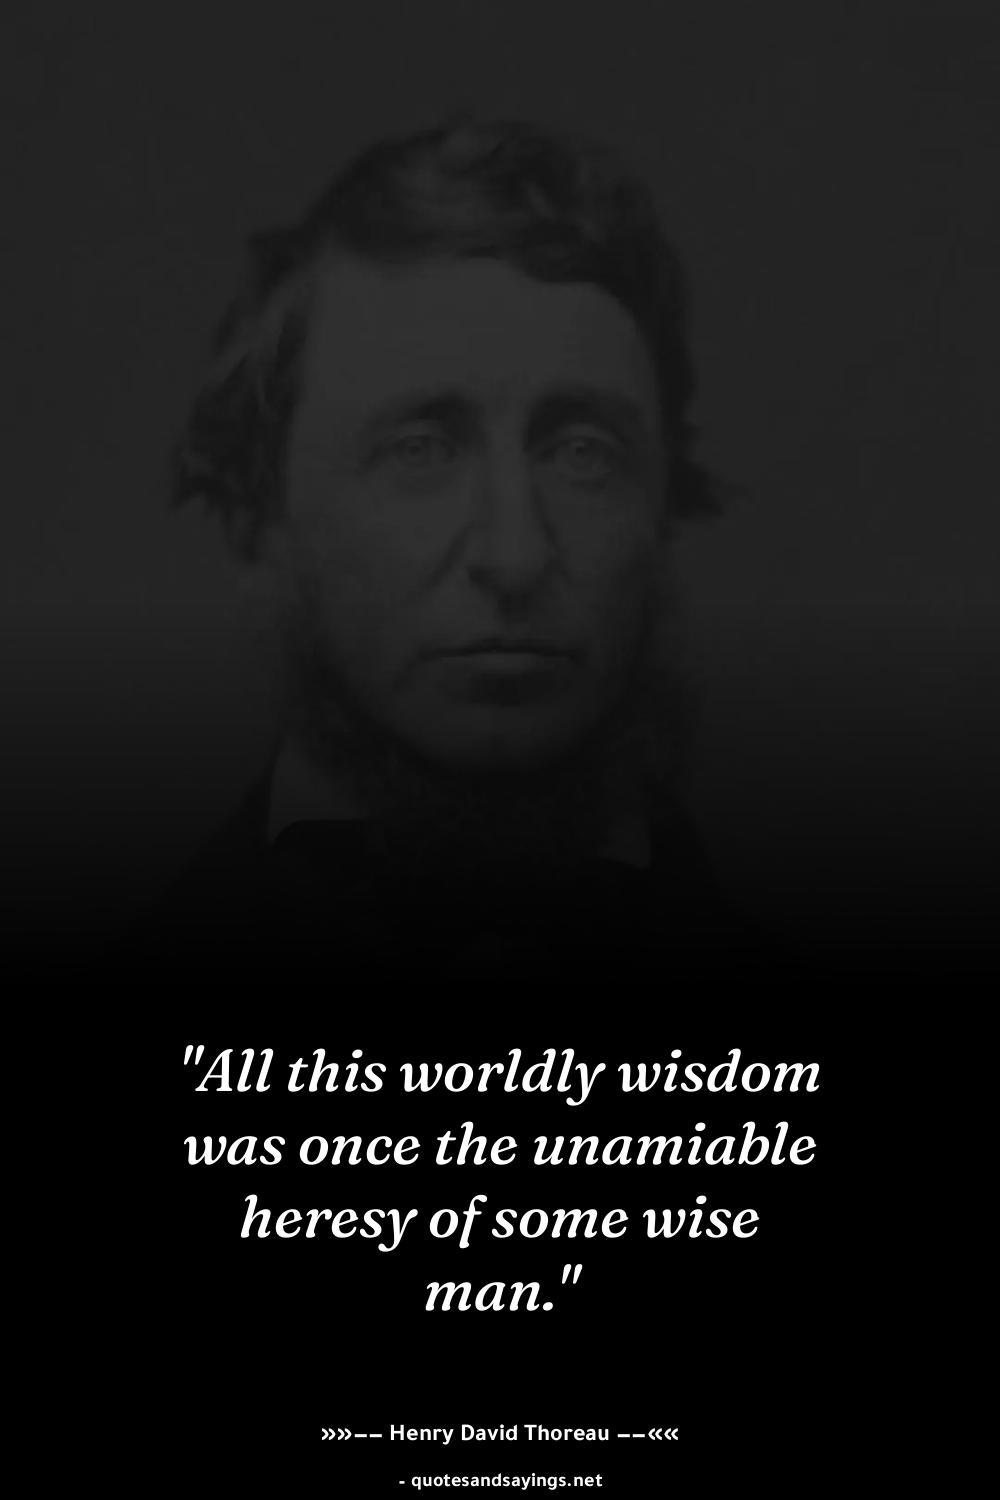 "All this worldly wisdom
was once the unamiable
heresy of some wise
man."
»»–– Henry David Thoreau ––««
- quotesandsayings.net